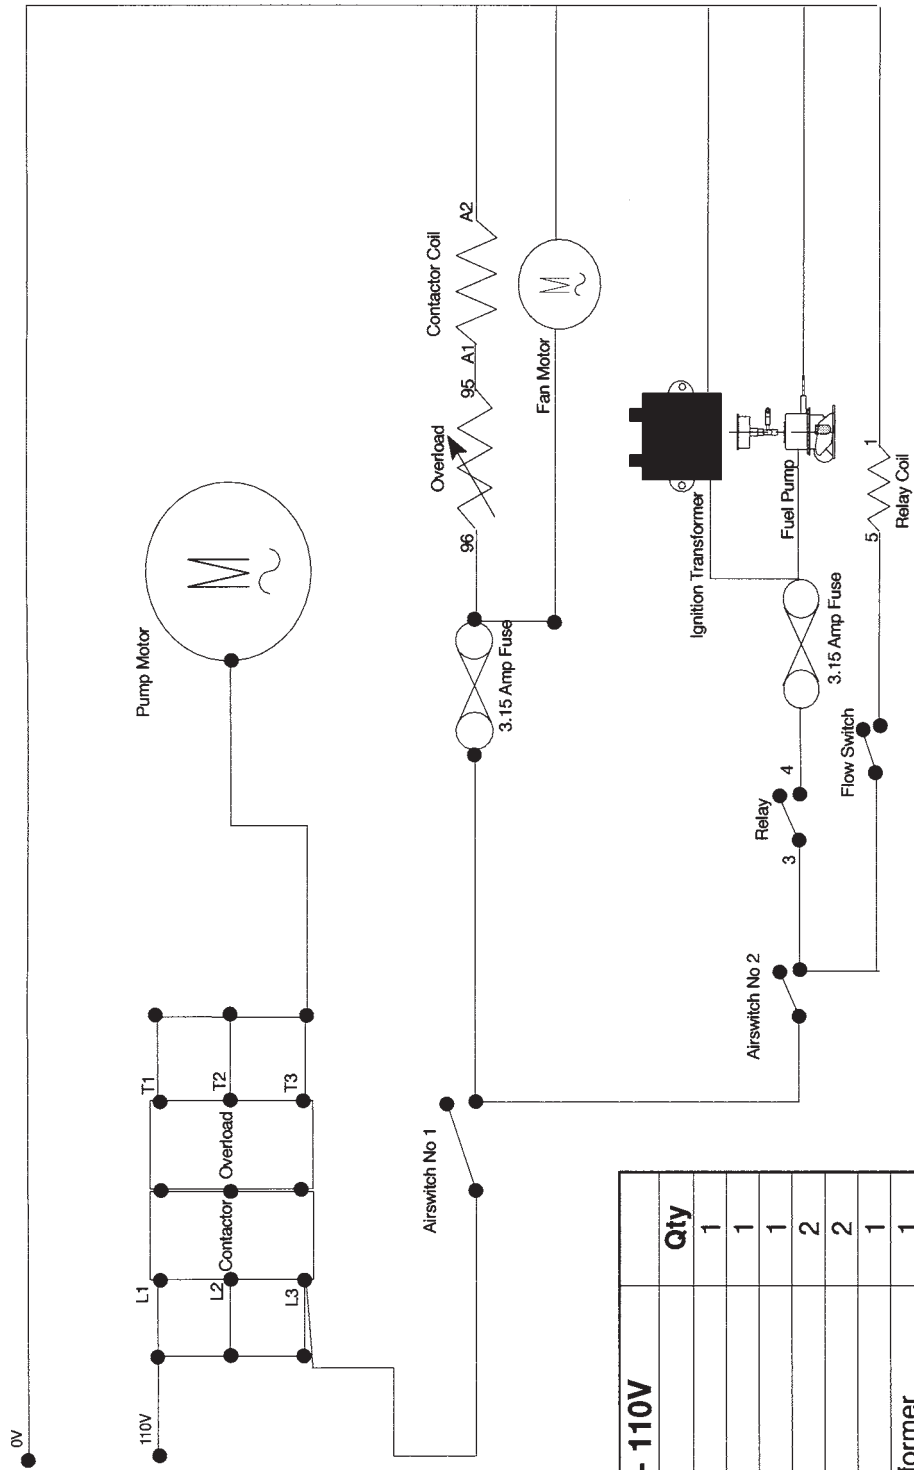 0V
110V
L1
L2
L3
Contactor
Overload
T1
T2
T3
Pump Motor
M
Airswitch No 1
3.15 Amp Fuse
96
Overload
95
A1
Contactor Coil
A2
Fan Motor
M
Airswitch No 2
3
Relay
4
3.15 Amp Fuse
Ignition Transformer
Fuel Pump
Flow Switch
5
Relay Coil
1
- 110V
Qty
1
1
1
2
2
1
former
1